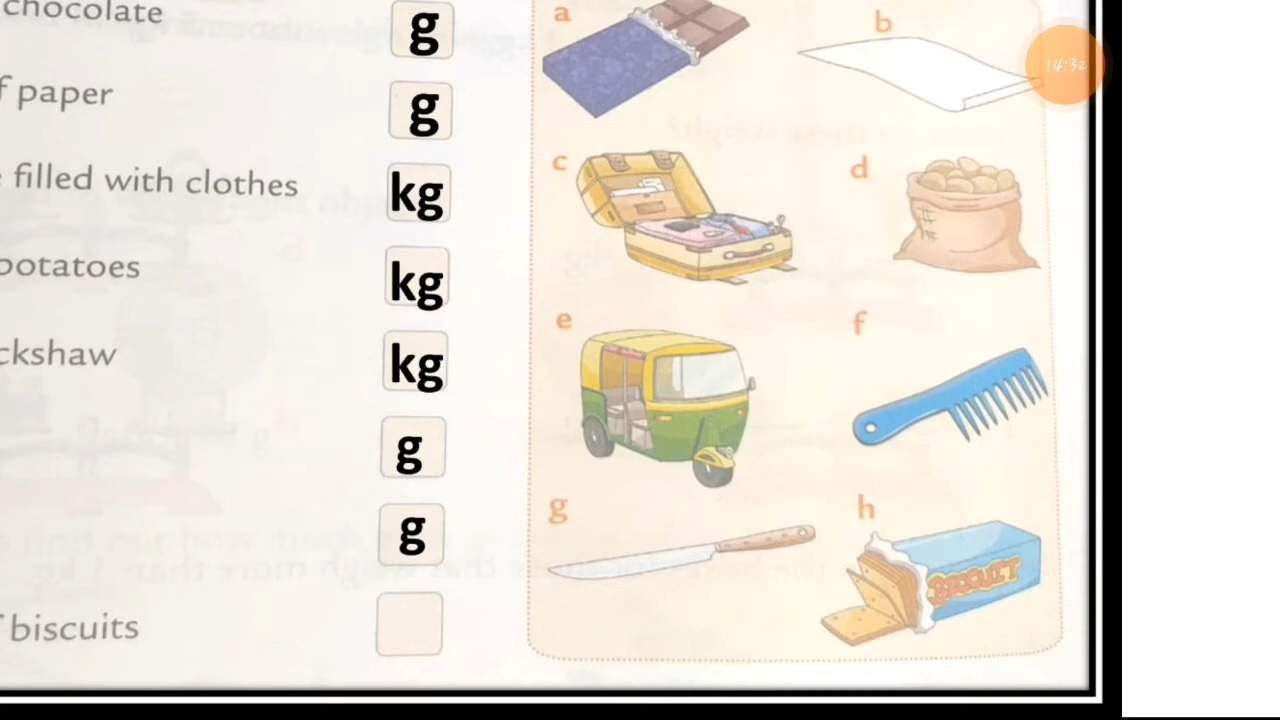 chocolate g
f paper g
filled with clothes kg
potatoes kg
ckshaw kg
g
g
f biscuits
a b
14:32
c d
e f
g h
BISCUIT